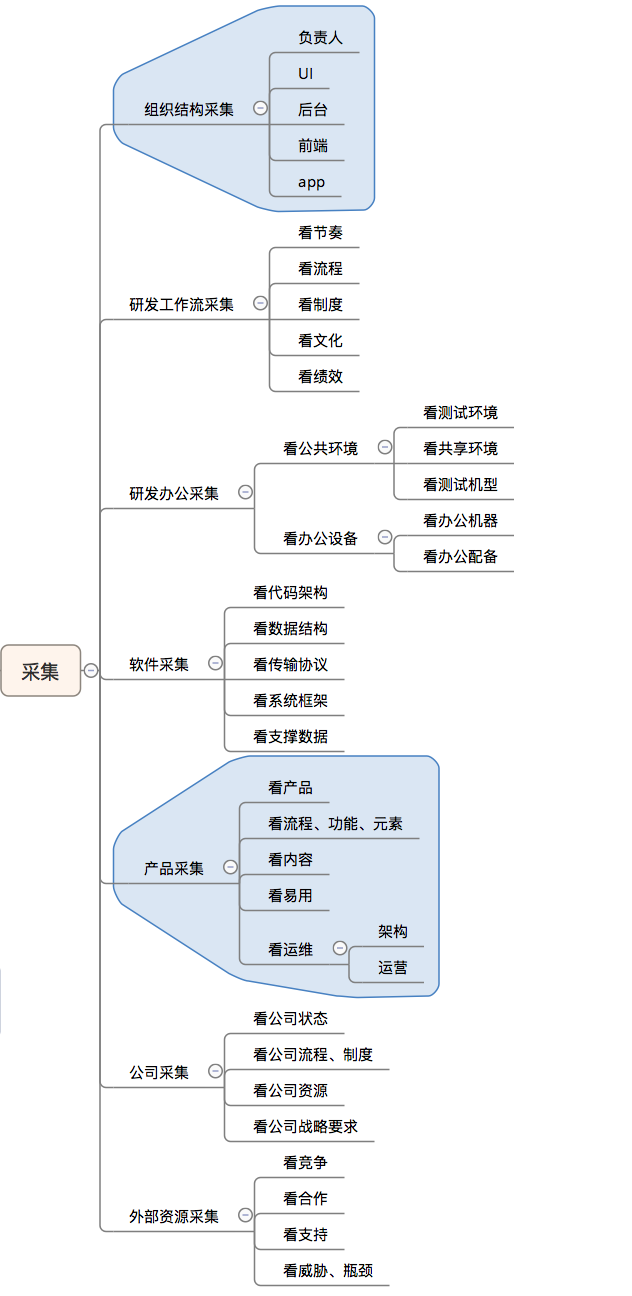 采集
组织结构采集
负责人
UI
后台
前端
app
研发工作流采集
看节奏
看流程
看制度
看文化
看绩效
研发办公采集
看公共环境
看测试环境
看共享环境
看测试机型
看办公设备
看办公机器
看办公配备
软件采集
看代码架构
看数据结构
看传输协议
看系统框架
看支撑数据
产品采集
看产品
看流程、功能、元素
看内容
看易用
看运维
架构
运营
公司采集
看公司状态
看公司流程、制度
看公司资源
看公司战略要求
外部资源采集
看竞争
看合作
看支持
看威胁、瓶颈